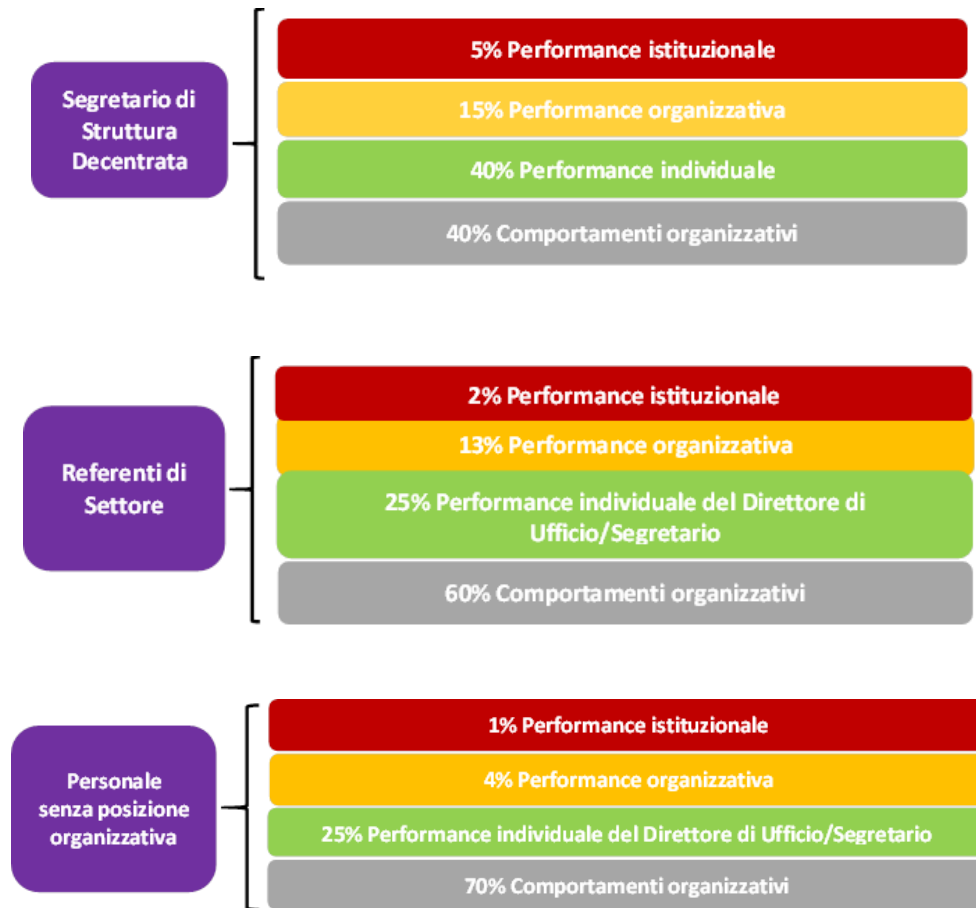 Segretario di
Struttura
Decentrata
5% Performance istituzionale
15% Performance organizzativa
40% Performance individuale
40% Comportamenti organizzativi
Referenti di
Settore
2% Performance istituzionale
13% Performance organizzativa
25% Performance individuale del Direttore di
Ufficio/Segretario
60% Comportamenti organizzativi
Personale
senza posizione
organizzativa
1% Performance istituzionale
4% Performance organizzativa
25% Performance individuale del Direttore di Ufficio/Segretario
70% Comportamenti organizzativi